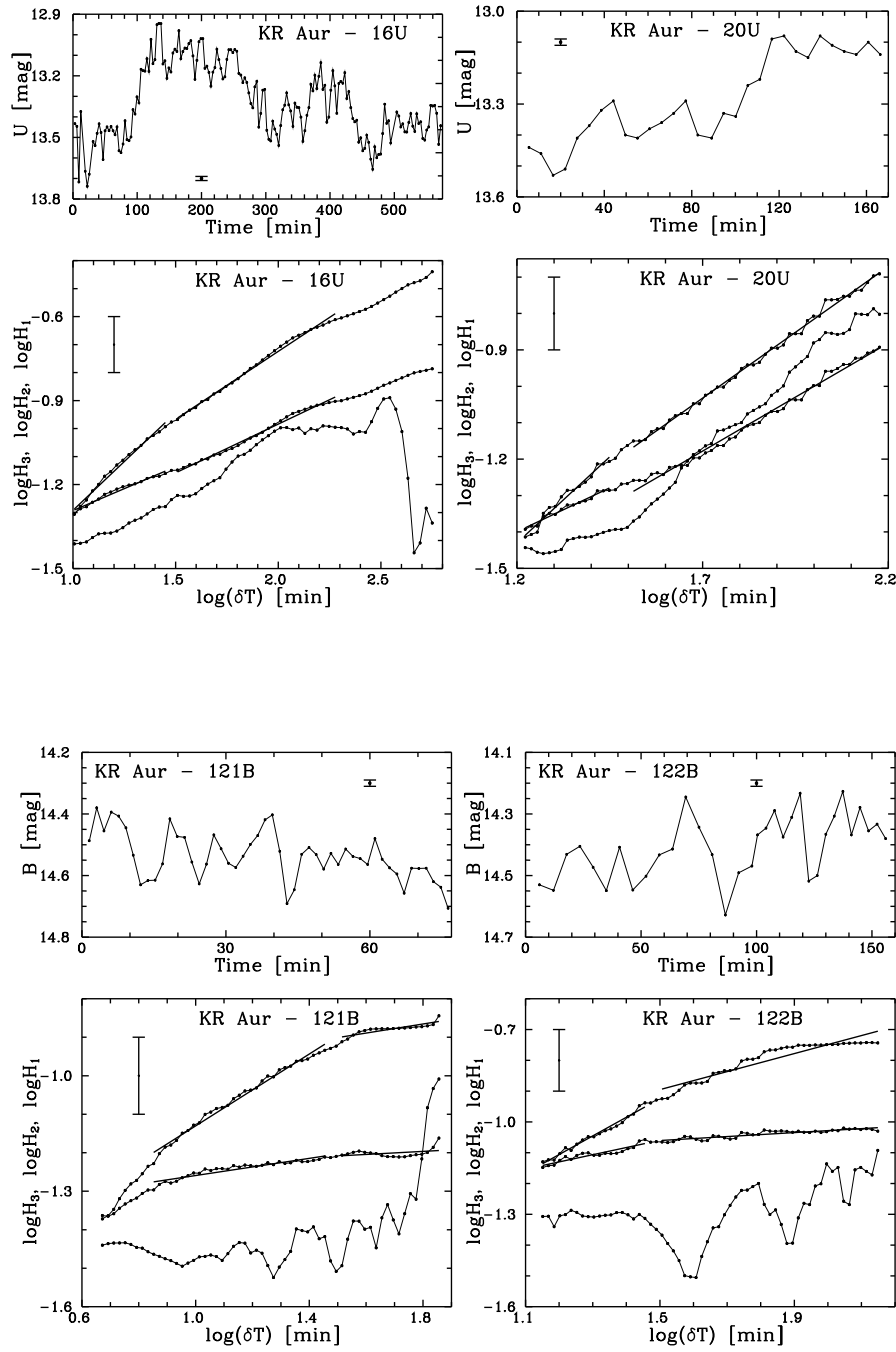 KR Aur – 16U
12.9
13.2
13.5
13.8
U [mag]
0 100 200 300 400 500
Time [min]
KR Aur – 20U
13.0
13.3
13.6
U [mag]
0 40 80 120 160
Time [min]
KR Aur – 16U
−0.6
−0.9
−1.2
−1.5
logH₃, logH₂, logH₁
1.0 1.5 2.0 2.5
log(δT) [min]
KR Aur – 20U
−0.9
−1.2
−1.5
logH₃, logH₂, logH₁
1.2 1.7 2.2
log(δT) [min]
KR Aur – 121B
14.2
14.4
14.6
14.8
B [mag]
0 30 60
Time [min]
KR Aur – 122B
14.1
14.3
14.5
14.7
B [mag]
0 50 100 150
Time [min]
KR Aur – 121B
−1.0
−1.3
−1.6
logH₃, logH₂, logH₁
0.6 1.0 1.4 1.8
log(δT) [min]
KR Aur – 122B
−0.7
−1.0
−1.3
−1.6
logH₃, logH₂, logH₁
1.1 1.5 1.9
log(δT) [min]